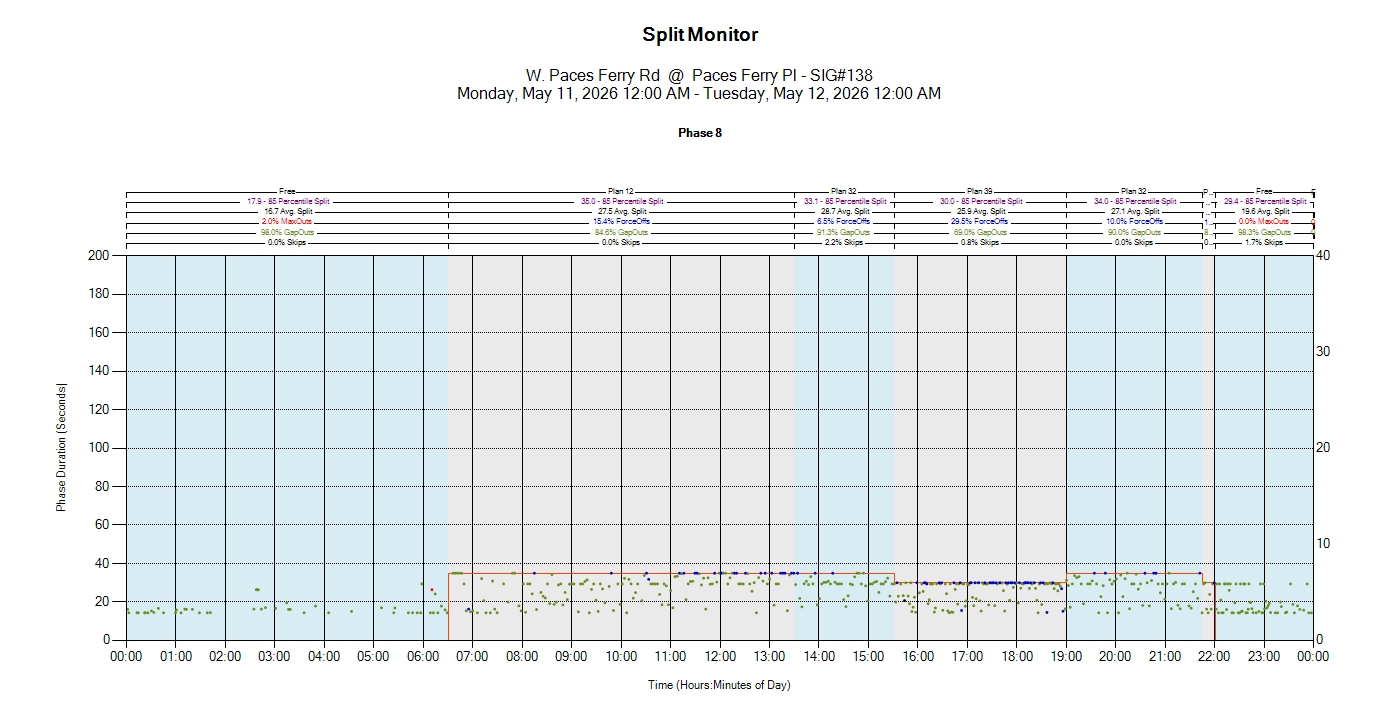 Split Monitor
W. Paces Ferry Rd @ Paces Ferry Pl - SIG#138
Monday, May 11, 2026 12:00 AM - Tuesday, May 12, 2026 12:00 AM
Phase 8
Free Plan 12 Plan 32 Plan 39 Plan 32 P... Free F
17.9 - 85 Percentile Split 35.0 - 85 Percentile Split 33.1 - 85 Percentile Split 30.0 - 85 Percentile Split 34.0 - 85 Percentile Split ... 29.4 - 85 Percentile Split
16.7 Avg. Split 27.5 Avg. Split 28.7 Avg. Split 25.9 Avg. Split 27.1 Avg. Split ... 19.6 Avg. Split
2.0% MaxOuts 15.4% ForceOffs 6.5% ForceOffs 29.5% ForceOffs 10.0% ForceOffs 1... 0.0% MaxOuts
98.0% GapOuts 84.6% GapOuts 91.3% GapOuts 69.0% GapOuts 90.0% GapOuts 8... 98.3% GapOuts
0.0% Skips 0.0% Skips 2.2% Skips 0.8% Skips 0.0% Skips 0... 1.7% Skips
200 40
180
160
30
140
120
100 20
80
60
40 10
20
0 0
Phase Duration (Seconds)
00:00 01:00 02:00 03:00 04:00 05:00 06:00 07:00 08:00 09:00 10:00 11:00 12:00 13:00 14:00 15:00 16:00 17:00 18:00 19:00 20:00 21:00 22:00 23:00 00:00
Time (Hours:Minutes of Day)